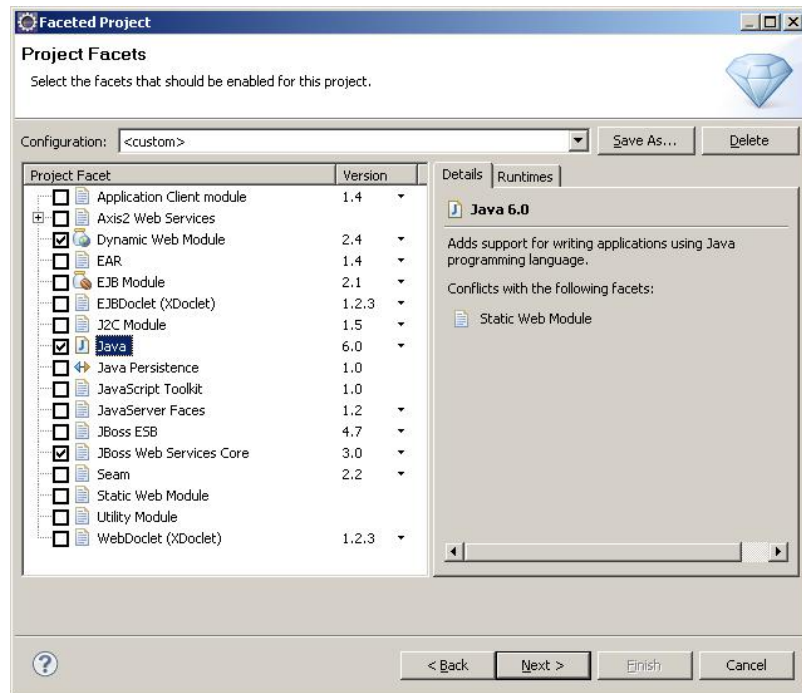 Faceted Project
Project Facets
Select the facets that should be enabled for this project.
Configuration: <custom> Save As... Delete
Project Facet Version
Application Client module 1.4
Axis2 Web Services
Dynamic Web Module 2.4
EAR 1.4
EJB Module 2.1
EJBDoclet (XDoclet) 1.2.3
J2C Module 1.5
Java 6.0
Java Persistence 1.0
JavaScript Toolkit 1.0
JavaServer Faces 1.2
JBoss ESB 4.7
JBoss Web Services Core 3.0
Seam 2.2
Static Web Module
Utility Module
WebDoclet (XDoclet) 1.2.3
Details Runtimes
Java 6.0
Adds support for writing applications using Java
programming language.
Conflicts with the following facets:
Static Web Module
? < Back Next > Finish Cancel